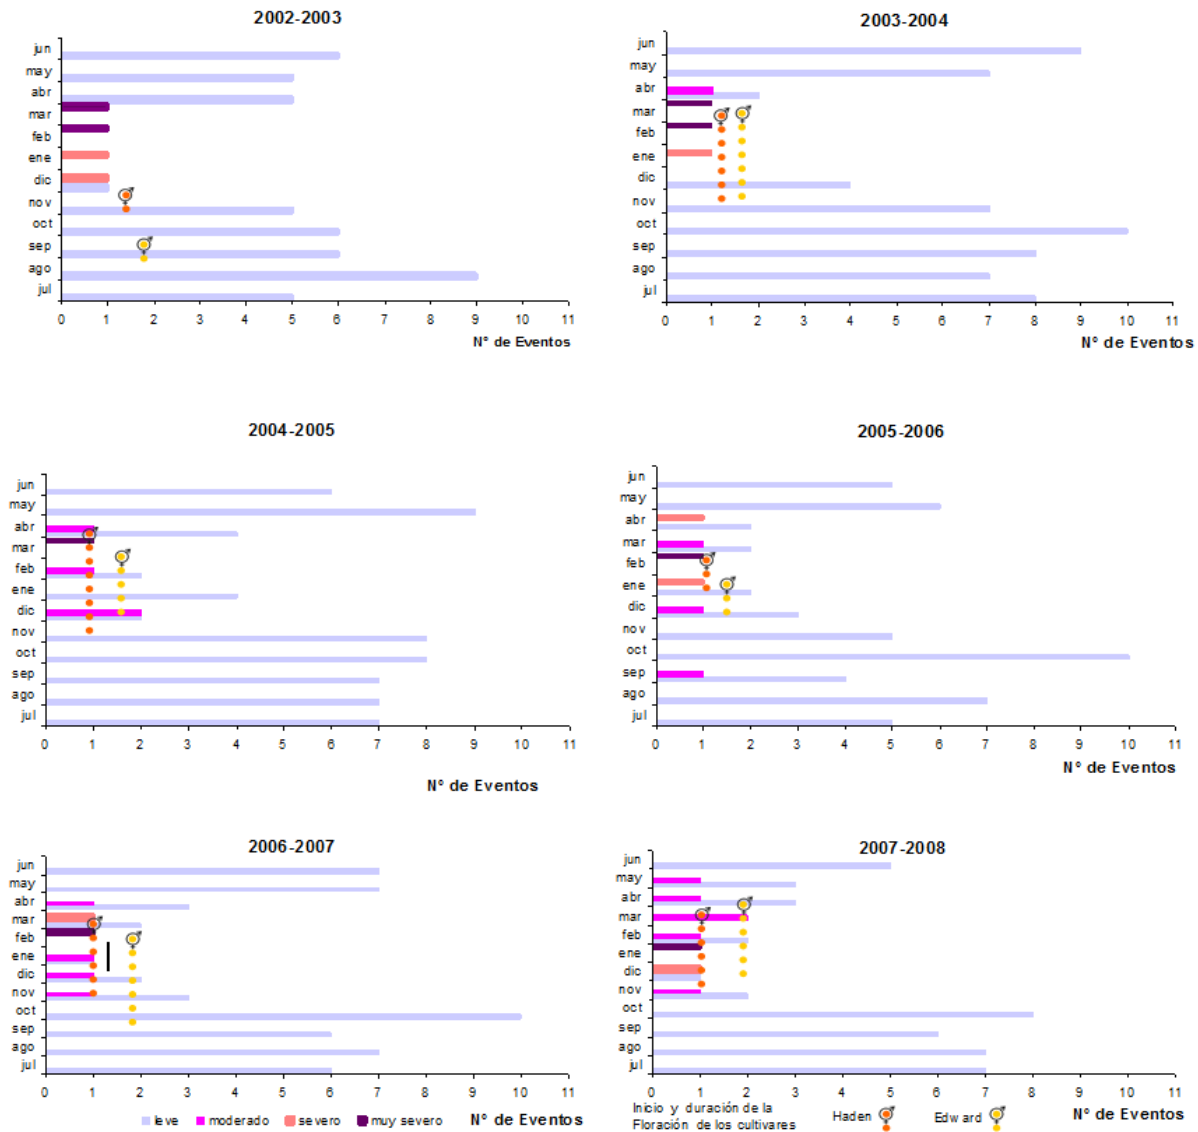 2002-2003
jun
may
abr
mar
feb
ene
dic
nov
oct
sep
ago
jul
0 1 2 3 4 5 6 7 8 9 10 11
N° de Eventos
2003-2004
jun
may
abr
mar
feb
ene
dic
nov
oct
sep
ago
jul
0 1 2 3 4 5 6 7 8 9 10 11
N° de Eventos
2004-2005
jun
may
abr
mar
feb
ene
dic
nov
oct
sep
ago
jul
0 1 2 3 4 5 6 7 8 9 10 11
N° de Eventos
2005-2006
jun
may
abr
mar
feb
ene
dic
nov
oct
sep
ago
jul
0 1 2 3 4 5 6 7 8 9 10 11
N° de Eventos
2006-2007
jun
may
abr
mar
feb
ene
dic
nov
oct
sep
ago
jul
0 1 2 3 4 5 6 7 8 9 10 11
leve moderado severo muy severo N° de Eventos
2007-2008
jun
may
abr
mar
feb
ene
dic
nov
oct
sep
ago
jul
0 1 2 3 4 5 6 7 8 9 10 11
Inicio y duración de la
Floración de los cultivares
Haden Edward N° de Eventos